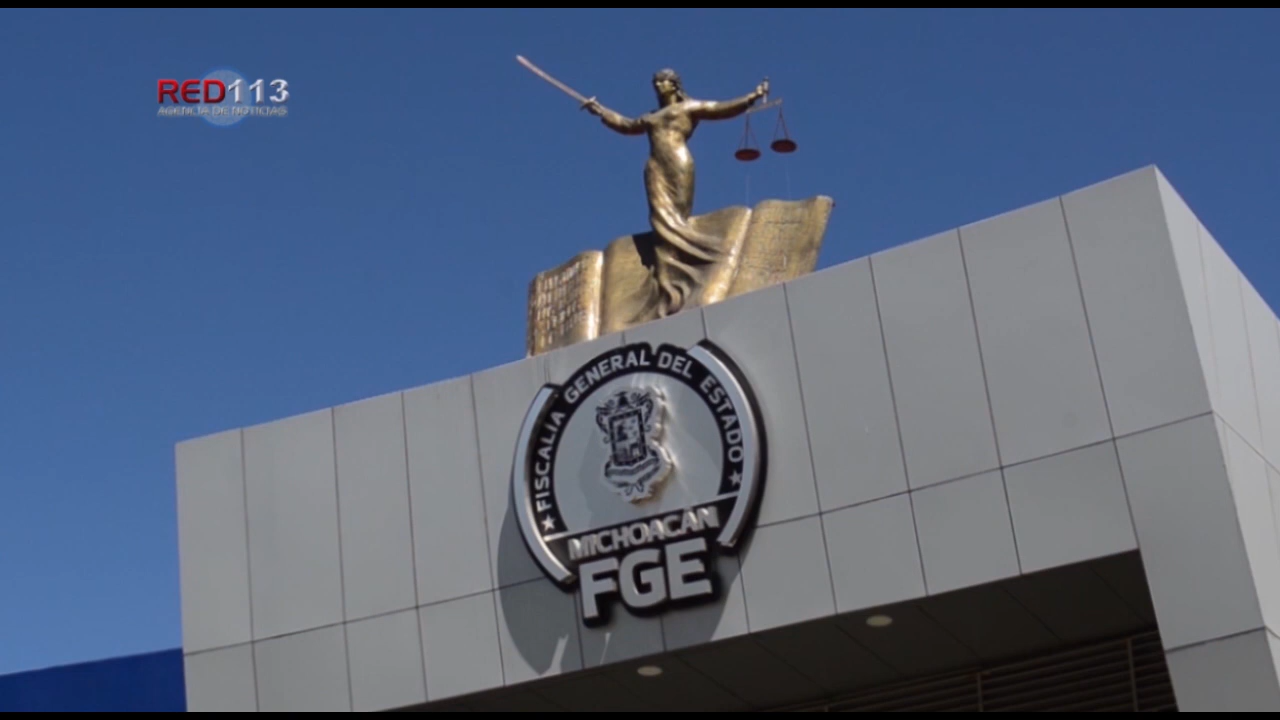 RED113
AGENCIA DE NOTICIAS
FISCALÍA GENERAL DEL ESTADO
MICHOACÁN
FGE